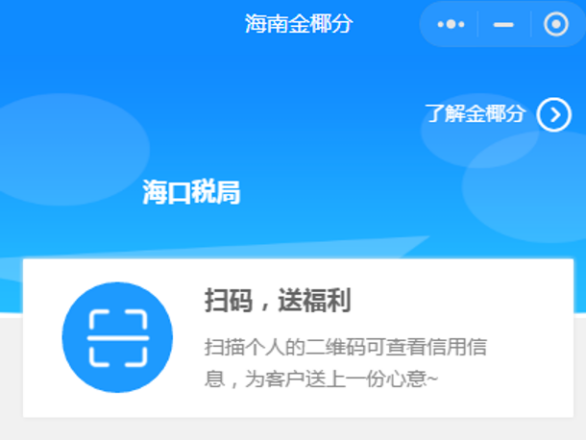 海南金椰分
了解金椰分
海口税局
扫码，送福利
扫描个人的二维码可查看信用信
息，为客户送上一份心意~